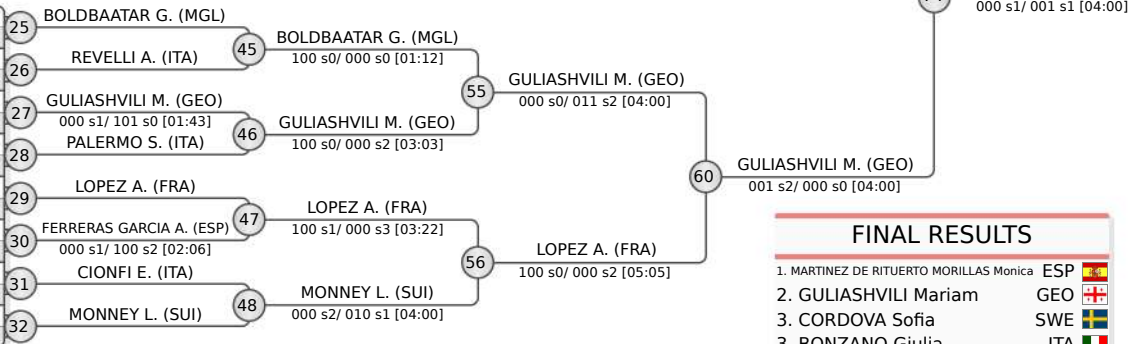 000 s1/ 001 s1 [04:00]
25
BOLDBAATAR G. (MGL)
45
BOLDBAATAR G. (MGL)
100 s0/ 000 s0 [01:12]
26
REVELLI A. (ITA)
55
GULIASHVILI M. (GEO)
000 s0/ 011 s2 [04:00]
27
GULIASHVILI M. (GEO)
000 s1/ 101 s0 [01:43]
46
GULIASHVILI M. (GEO)
100 s0/ 000 s2 [03:03]
28
PALERMO S. (ITA)
60
GULIASHVILI M. (GEO)
001 s2/ 000 s0 [04:00]
29
LOPEZ A. (FRA)
47
LOPEZ A. (FRA)
100 s1/ 000 s3 [03:22]
30
FERRERAS GARCIA A. (ESP)
000 s1/ 100 s2 [02:06]
56
LOPEZ A. (FRA)
100 s0/ 000 s2 [05:05]
31
CIONFI E. (ITA)
48
MONNEY L. (SUI)
000 s2/ 010 s1 [04:00]
32
MONNEY L. (SUI)
FINAL RESULTS
1. MARTINEZ DE RITUERTO MORILLAS Monica ESP
2. GULIASHVILI Mariam GEO
3. CORDOVA Sofia SWE
3. BONZANO Giulia ITA